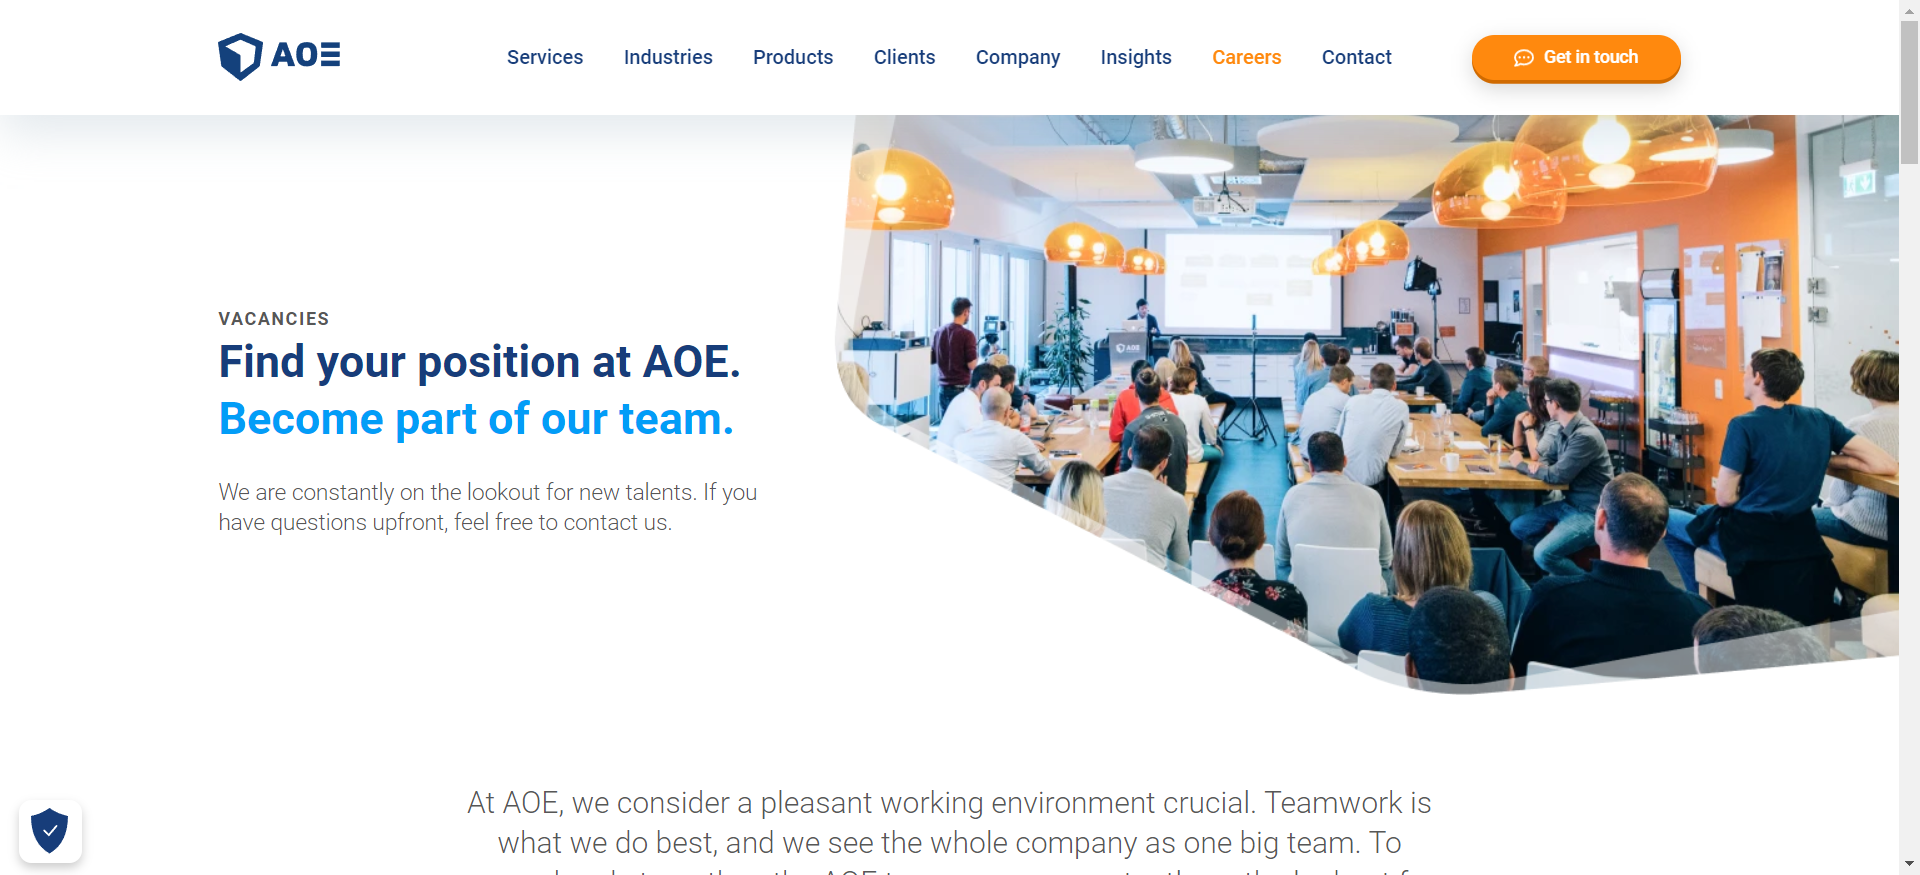 AOE
Services
Industries
Products
Clients
Company
Insights
Careers
Contact
Get in touch
VACANCIES
Find your position at AOE.
Become part of our team.
We are constantly on the lookout for new talents. If you
have questions upfront, feel free to contact us.
AOE
At AOE, we consider a pleasant working environment crucial. Teamwork is
what we do best, and we see the whole company as one big team. To